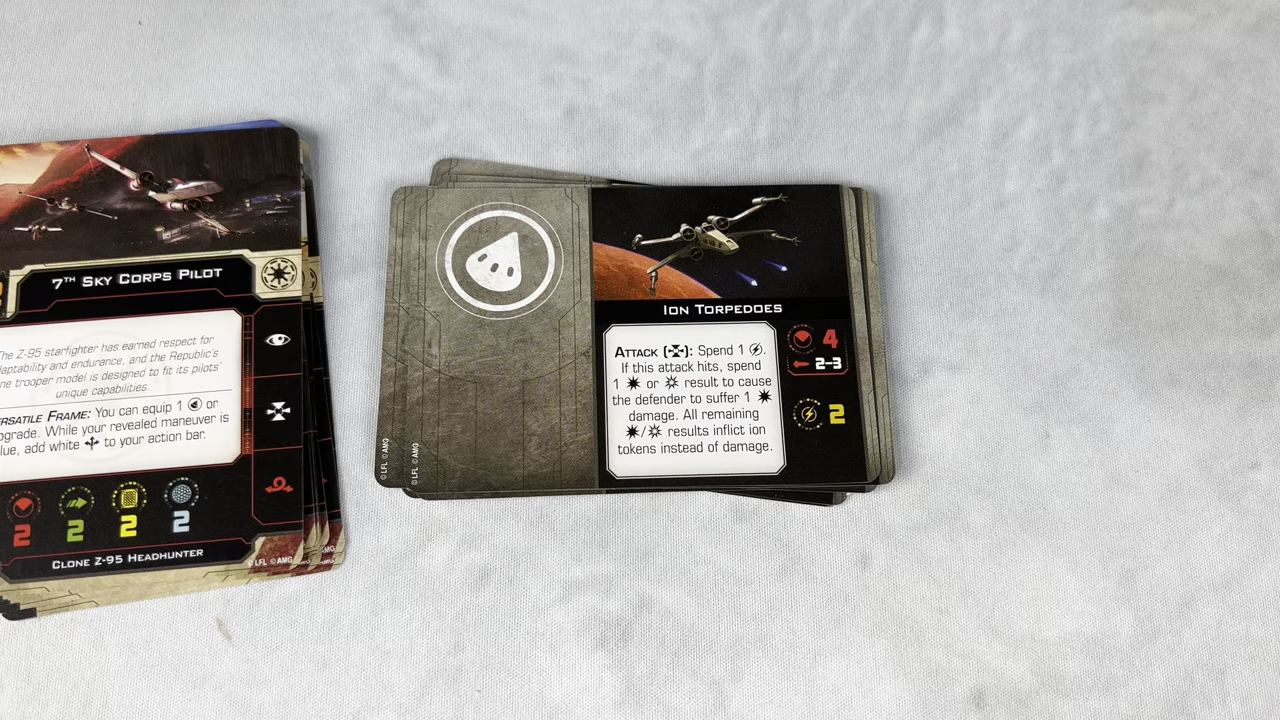 7TH SKY CORPS PILOT
The Z-95 starfighter has earned respect for
adaptability and endurance, and the Republic's
trooper model is designed to fit its pilots'
unique capabilities.
FRAME: You can equip 1 or
While your revealed maneuver is
add white to your action bar.
2 2 2 2
CLONE Z-95 HEADHUNTER
© LFL © AMG
AMG
© LFL © AMG
© LFL © AMG
ION TORPEDOES
ATTACK ( ): Spend 1 .
If this attack hits, spend
1 or result to cause
the defender to suffer 1
damage. All remaining
/ results inflict ion
tokens instead of damage.
4
2-3
2